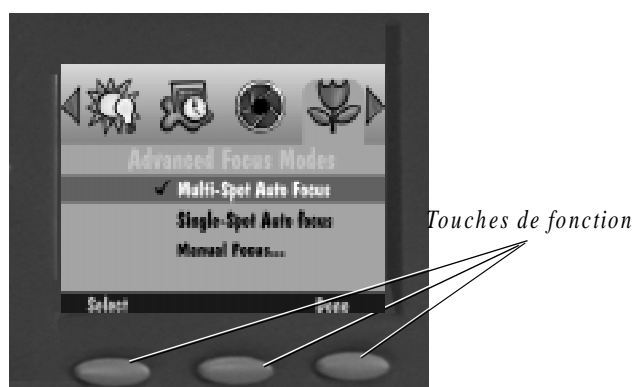 Advanced Focus Modes
✓ Multi-Spot Auto Focus
Single-Spot Auto focus
Manual Focus...
Select Done
Touches de fonction